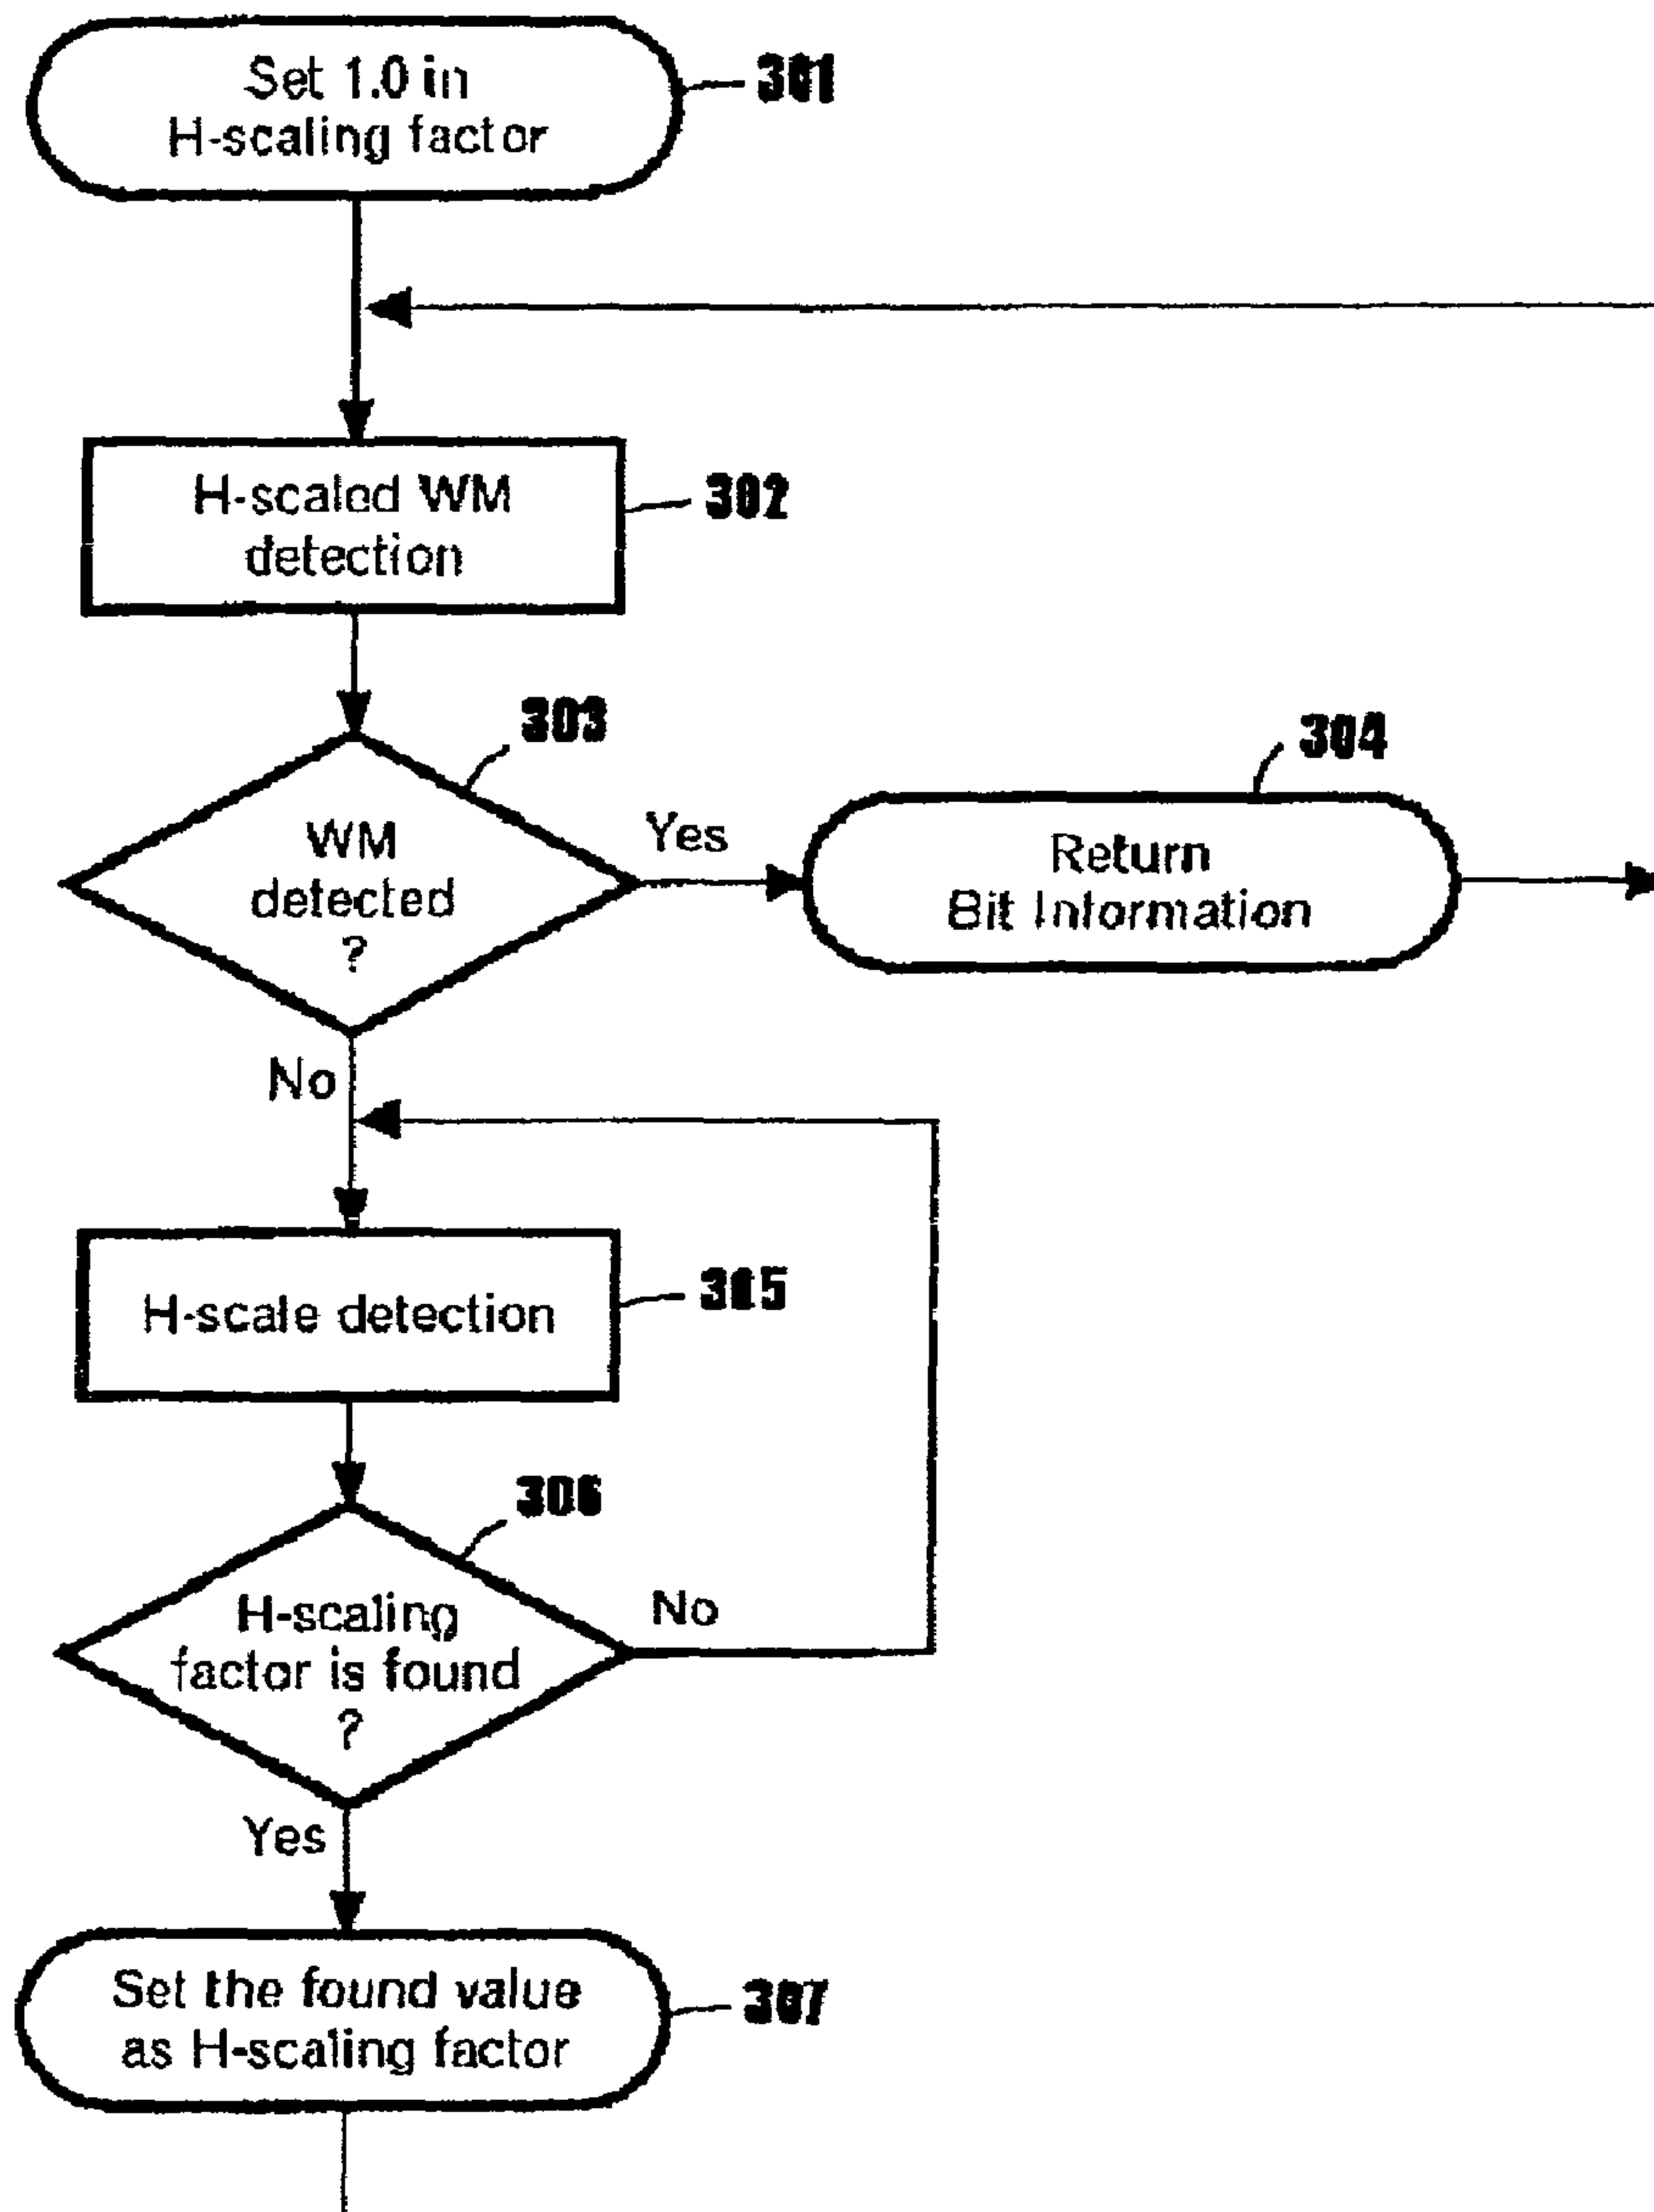 Set 1.0 in
H-scaling factor
301
H-scaled WM
detection
302
303
WM
detected
?
Yes
304
Return
Bit Information
No
H-scale detection
305
306
H-scaling
factor is found
?
No
Yes
Set the found value
as H-scaling factor
307